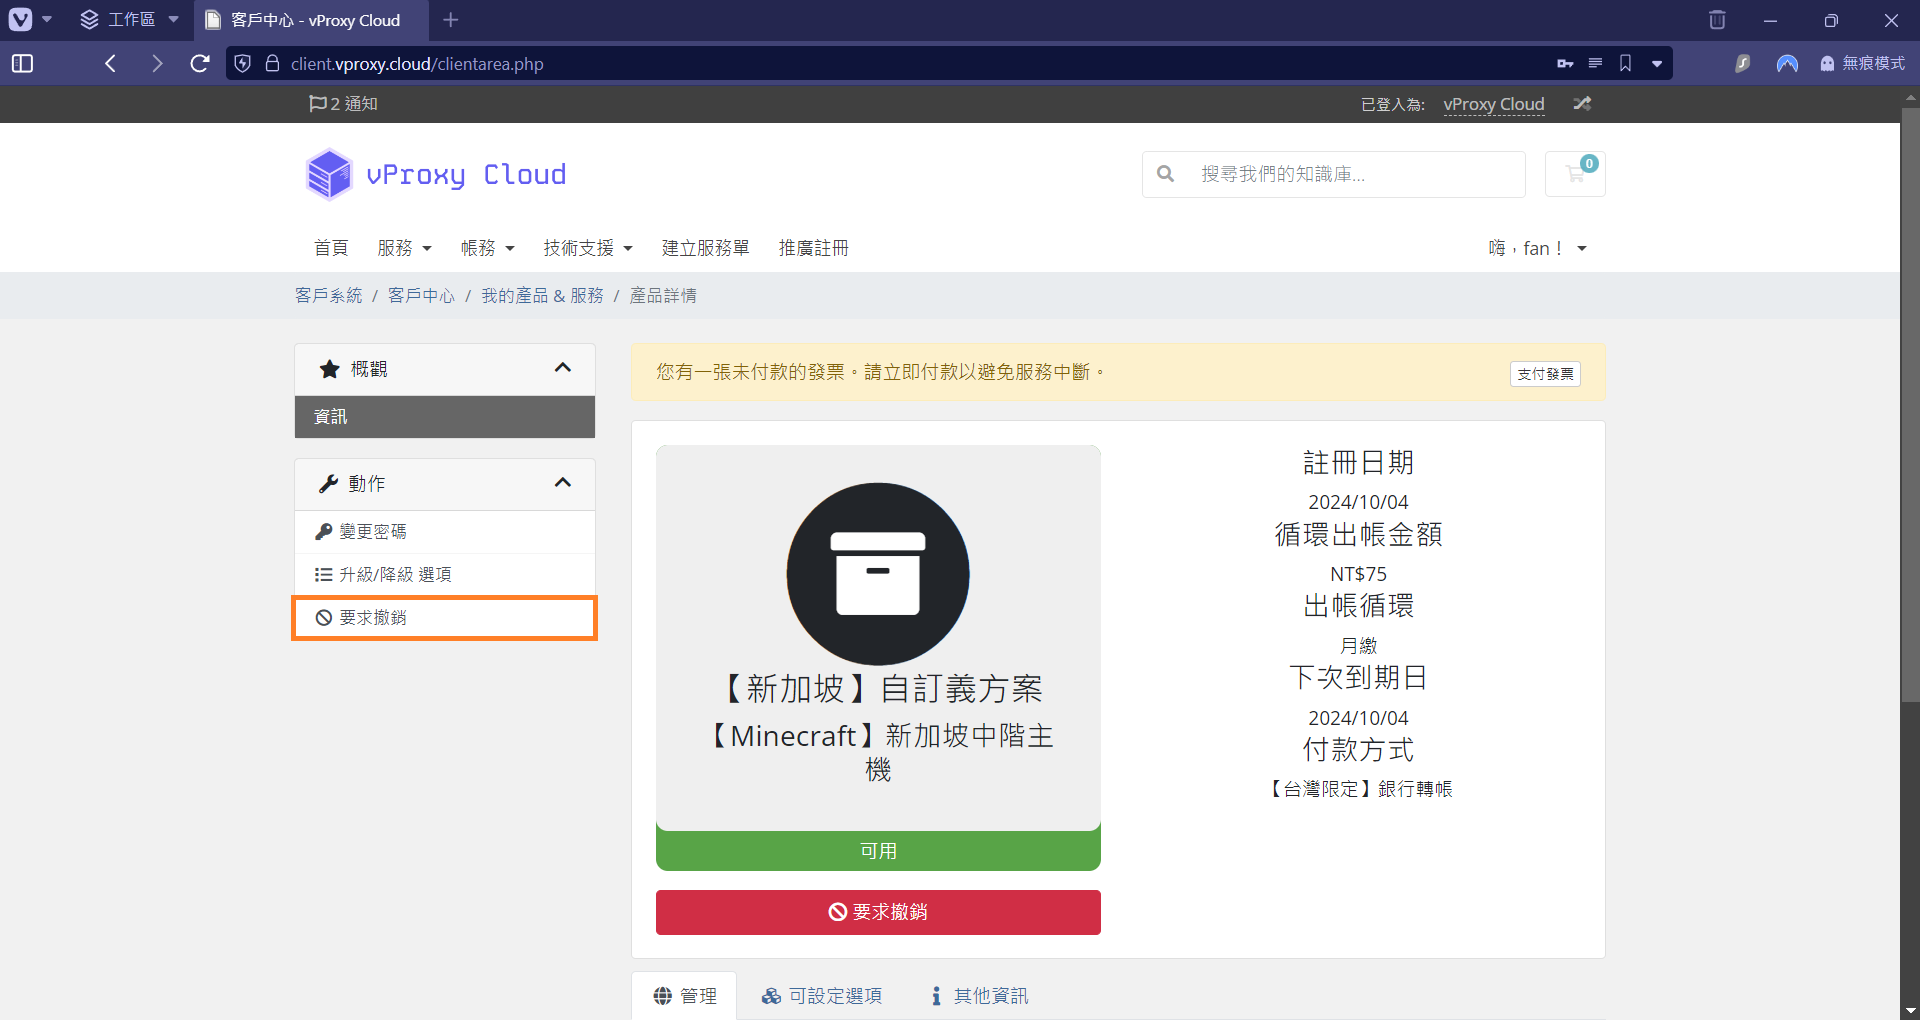 工作區
客戶中心 - vProxy Cloud
client.vproxy.cloud/clientarea.php
無痕模式
2 通知
已登入為: vProxy Cloud
vProxy Cloud
搜尋我們的知識庫...
0
首頁 服務 帳務 技術支援 建立服務單 推廣註冊
嗨，fan！
客戶系統 / 客戶中心 / 我的產品 & 服務 / 產品詳情
概觀
資訊
動作
變更密碼
升級/降級 選項
要求撤銷
您有一張未付款的發票。請立即付款以避免服務中斷。
支付發票
【新加坡】自訂義方案
【Minecraft】新加坡中階主
機
可用
要求撤銷
註冊日期
2024/10/04
循環出帳金額
NT$75
出帳循環
月繳
下次到期日
2024/10/04
付款方式
【台灣限定】銀行轉帳
管理 可設定選項 其他資訊